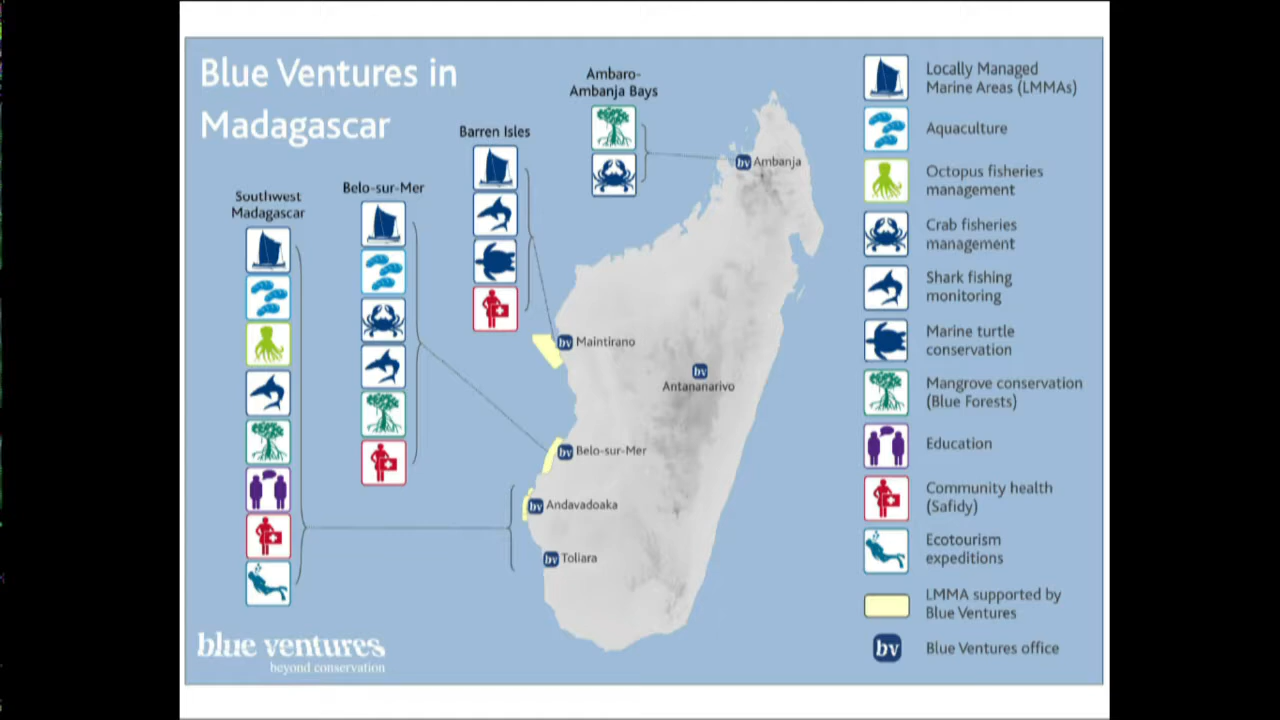 Blue Ventures in
Madagascar
Southwest
Madagascar
Belo-sur-Mer
Barren Isles
Ambaro-
Ambanja Bays
bv Ambanja
bv Maintirano
bv
Antananarivo
bv Belo-sur-Mer
bv Andavadoaka
bv Toliara
Locally Managed
Marine Areas (LMMAs)
Aquaculture
Octopus fisheries
management
Crab fisheries
management
Shark fishing
monitoring
Marine turtle
conservation
Mangrove conservation
(Blue Forests)
Education
Community health
(Safidy)
Ecotourism
expeditions
LMMA supported by
Blue Ventures
bv Blue Ventures office
blue ventures
beyond conservation